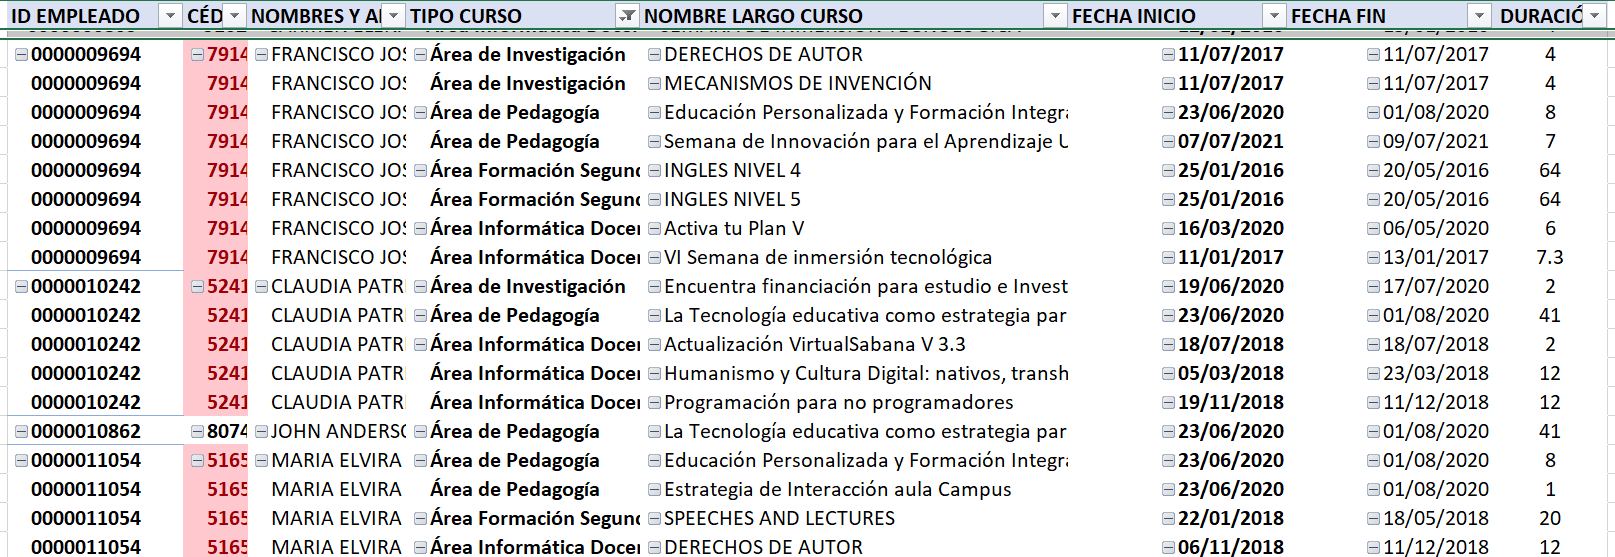 ID EMPLEADO CÉD NOMBRES Y AP TIPO CURSO NOMBRE LARGO CURSO FECHA INICIO FECHA FIN DURACIÓ
0000009694 7914 FRANCISCO JOS Área de Investigación DERECHOS DE AUTOR 11/07/2017 11/07/2017 4
0000009694 7914 FRANCISCO JOS Área de Investigación MECANISMOS DE INVENCIÓN 11/07/2017 11/07/2017 4
0000009694 7914 FRANCISCO JOS Área de Pedagogía Educación Personalizada y Formación Integra 23/06/2020 01/08/2020 8
0000009694 7914 FRANCISCO JOS Área de Pedagogía Semana de Innovación para el Aprendizaje U 07/07/2021 09/07/2021 7
0000009694 7914 FRANCISCO JOS Área Formación Segund INGLES NIVEL 4 25/01/2016 20/05/2016 64
0000009694 7914 FRANCISCO JOS Área Formación Segund INGLES NIVEL 5 25/01/2016 20/05/2016 64
0000009694 7914 FRANCISCO JOS Área Informática Docen Activa tu Plan V 16/03/2020 06/05/2020 6
0000009694 7914 FRANCISCO JOS Área Informática Docen VI Semana de inmersión tecnológica 11/01/2017 13/01/2017 7.3
0000010242 5241 CLAUDIA PATR Área de Investigación Encuentra financiación para estudio e Invest 19/06/2020 17/07/2020 2
0000010242 5241 CLAUDIA PATR Área de Pedagogía La Tecnología educativa como estrategia par 23/06/2020 01/08/2020 41
0000010242 5241 CLAUDIA PATR Área Informática Docen Actualización VirtualSabana V 3.3 18/07/2018 18/07/2018 2
0000010242 5241 CLAUDIA PATR Área Informática Docen Humanismo y Cultura Digital: nativos, transh 05/03/2018 23/03/2018 12
0000010242 5241 CLAUDIA PATR Área Informática Docen Programación para no programadores 19/11/2018 11/12/2018 12
0000010862 8074 JOHN ANDERSO Área de Pedagogía La Tecnología educativa como estrategia par 23/06/2020 01/08/2020 41
0000011054 5165 MARIA ELVIRA Área de Pedagogía Educación Personalizada y Formación Integra 23/06/2020 01/08/2020 8
0000011054 5165 MARIA ELVIRA Área de Pedagogía Estrategia de Interacción aula Campus 23/06/2020 01/08/2020 1
0000011054 5165 MARIA ELVIRA Área Formación Segund SPEECHES AND LECTURES 22/01/2018 18/05/2018 20
0000011054 5165 MARIA ELVIRA Área Informática Docen DERECHOS DE AUTOR 06/11/2018 11/12/2018 12